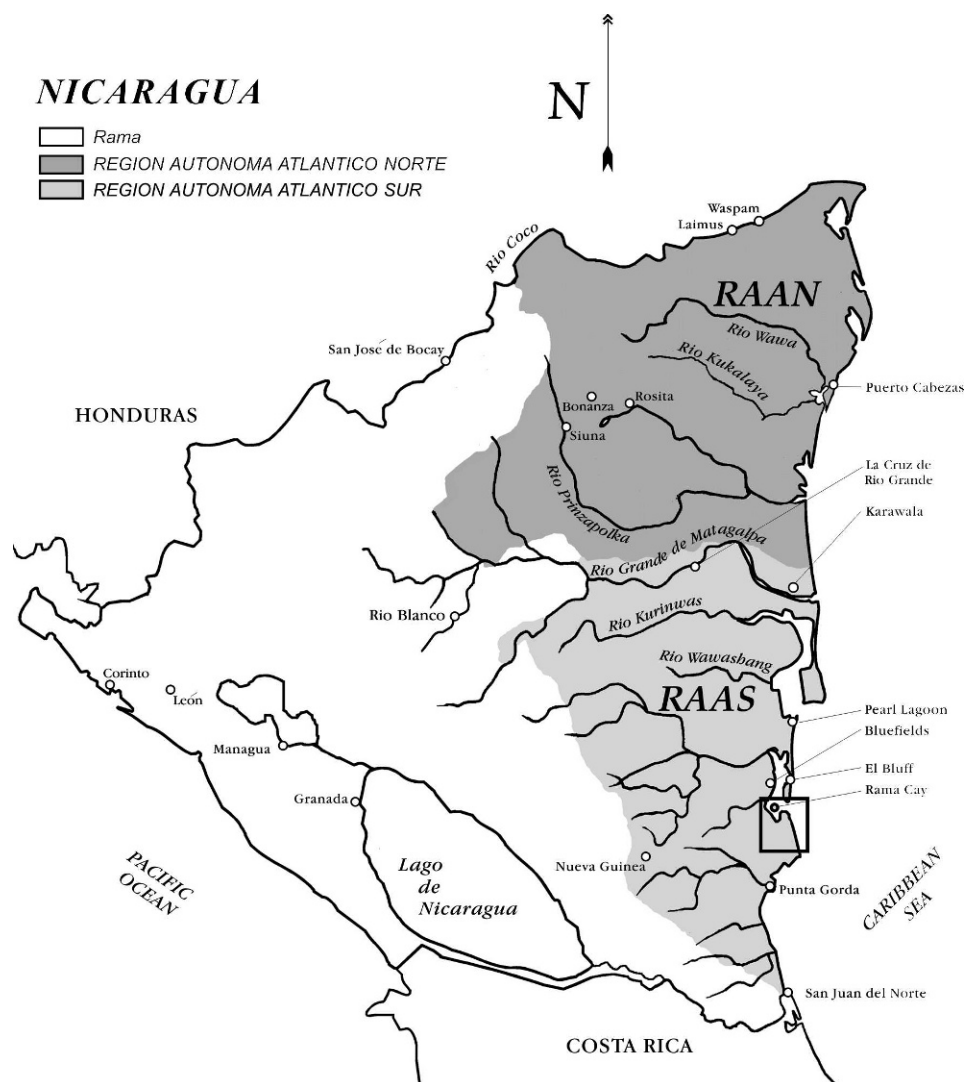 NICARAGUA
Rama
REGION AUTONOMA ATLANTICO NORTE
REGION AUTONOMA ATLANTICO SUR
N
Waspam
Laimus
Rio Coco
RAAN
Rio Wawa
San José de Bocay
Rio Kukalaya
Puerto Cabezas
HONDURAS
Bonanza
Rosita
Siuna
La Cruz de
Rio Grande
Rio Prinzapolka
Karawala
Rio Grande de Matagalpa
Rio Blanco
Rio Kurinwas
Rio Wawashang
Corinto
León
RAAS
Pearl Lagoon
Bluefields
Managua
El Bluff
Rama Cay
Granada
PACIFIC
OCEAN
Lago
de
Nicaragua
Nueva Guinea
Punta Gorda
CARIBBEAN
SEA
San Juan del Norte
COSTA RICA